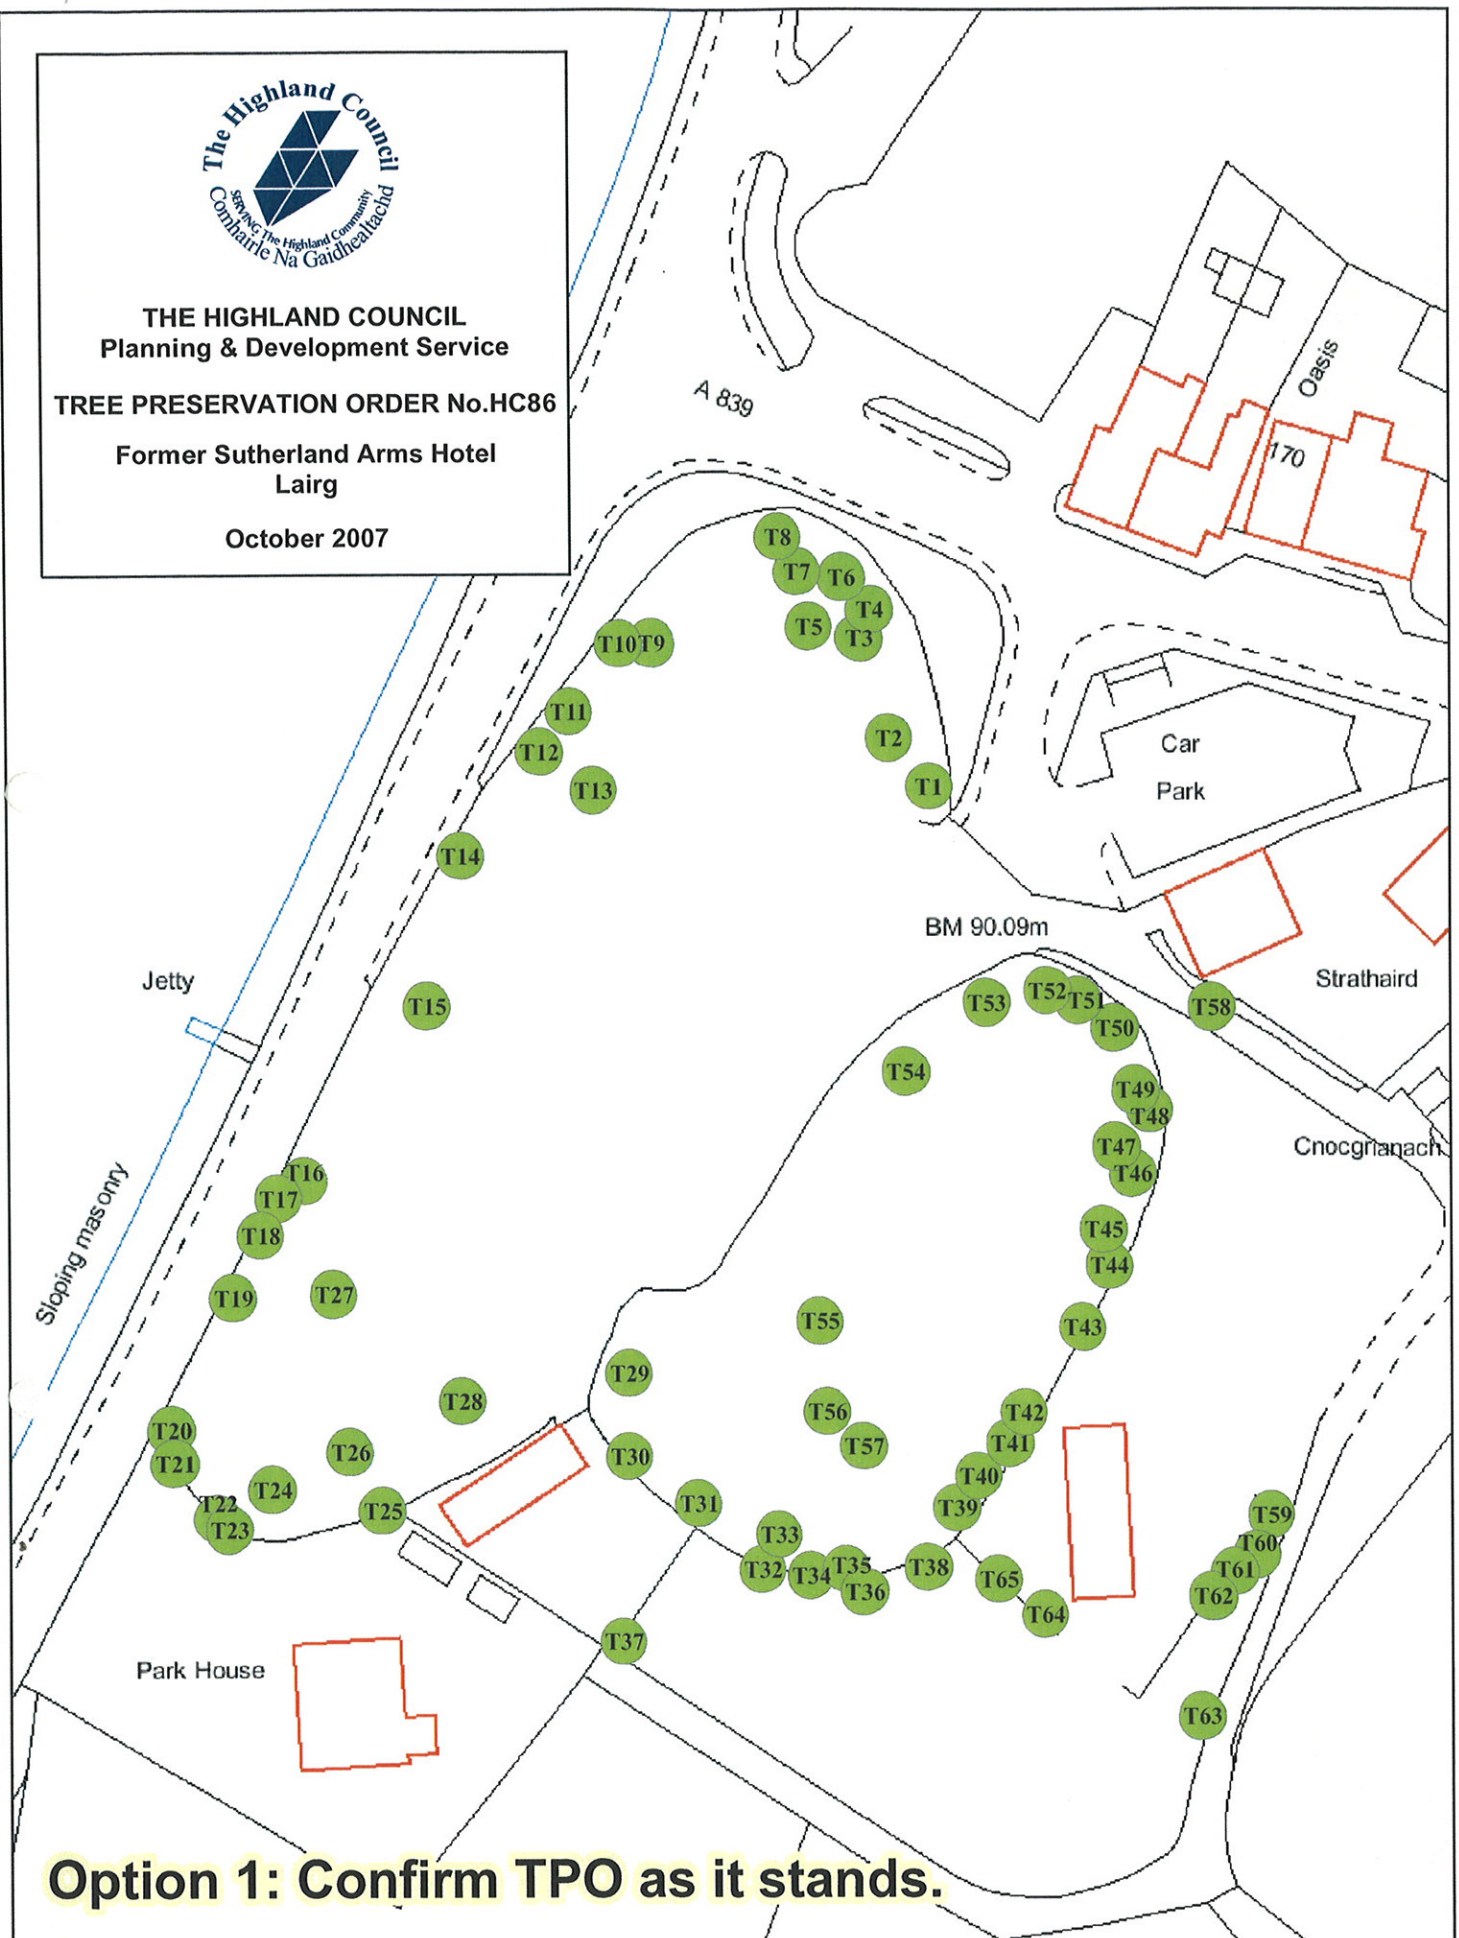 The Highland Council
SERVING The Highland Community
Comhairle Na Gaidhealtachd
THE HIGHLAND COUNCIL
Planning & Development Service
TREE PRESERVATION ORDER No.HC86
Former Sutherland Arms Hotel
Lairg
October 2007
A 839
Oasis
170
T8
T7
T6
T4
T5
T3
T10
T9
T11
T2
T12
Car
T1
T13
Park
T14
BM 90.09m
Jetty
Strathaird
T52
T51
T53
T15
T58
T50
T54
T49
T48
Cnocgrianach
T47
T16
T46
T17
Sloping masonry
T18
T45
T44
T19
T27
T55
T43
T29
T28
T56
T42
T20
T57
T41
T26
T30
T21
T40
T24
T31
T22
T39
T25
T59
T23
T33
T60
T32
T34
T35
T38
T61
T36
T65
T62
T64
T37
Park House
T63
Option 1: Confirm TPO as it stands.